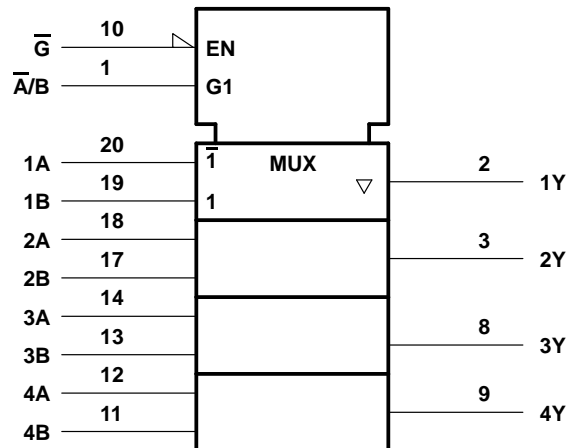 G̅ 10 EN
A̅/B 1 G1
1A 20 1̅ MUX
2 1Y
1B 19 1
2A 18
3 2Y
2B 17
3A 14
8 3Y
3B 13
4A 12
9 4Y
4B 11